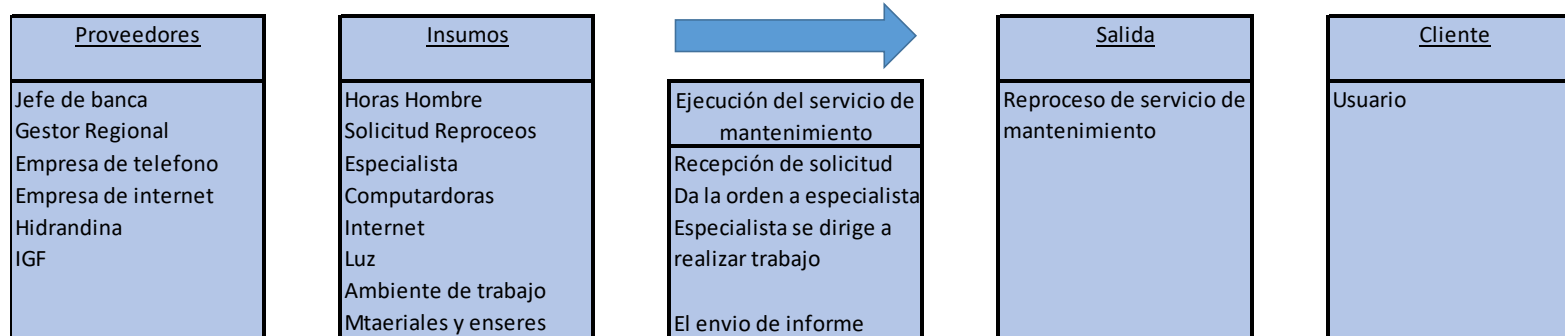 Proveedores
Jefe de banca
Gestor Regional
Empresa de telefono
Empresa de internet
Hidrandina
IGF
Insumos
Horas Hombre
Solicitud Reproceos
Especialista
Computardoras
Internet
Luz
Ambiente de trabajo
Mtaeriales y enseres
Ejecución del servicio de
mantenimiento
Recepción de solicitud
Da la orden a especialista
Especialista se dirige a
realizar trabajo
El envio de informe
Salida
Reproceso de servicio de
mantenimiento
Cliente
Usuario